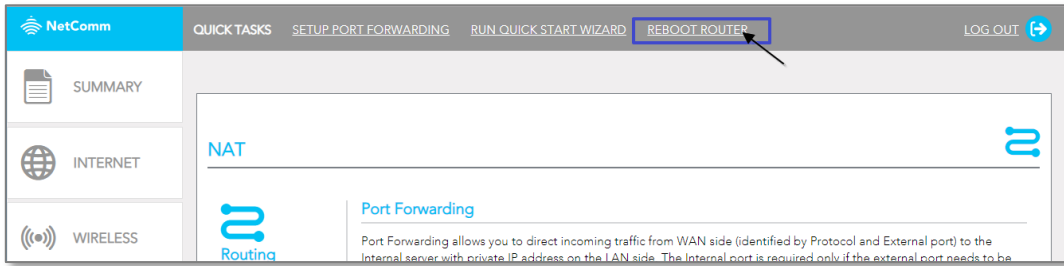 NetComm
QUICK TASKS SETUP PORT FORWARDING RUN QUICK START WIZARD REBOOT ROUTER LOG OUT
SUMMARY
INTERNET
WIRELESS
NAT
Routing
Port Forwarding
Port Forwarding allows you to direct incoming traffic from WAN side (identified by Protocol and External port) to the
Internal server with private IP address on the LAN side. The Internal port is required only if the external port needs to be